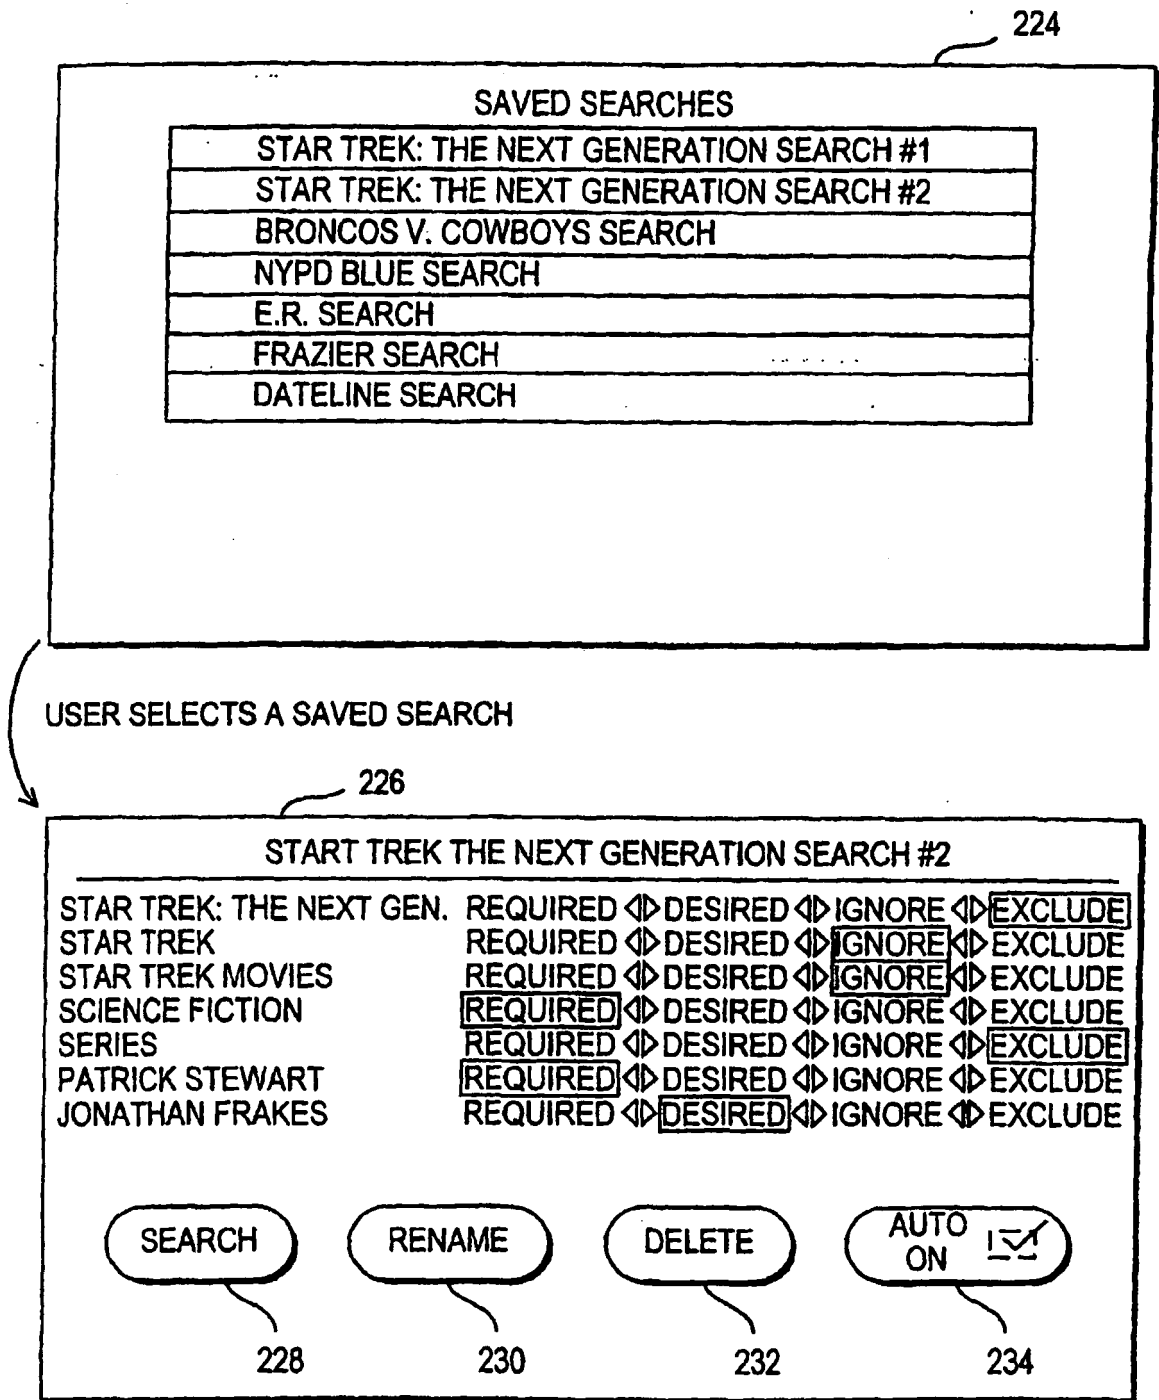 224
SAVED SEARCHES
STAR TREK: THE NEXT GENERATION SEARCH #1
STAR TREK: THE NEXT GENERATION SEARCH #2
BRONCOS V. COWBOYS SEARCH
NYPD BLUE SEARCH
E.R. SEARCH
FRAZIER SEARCH
DATELINE SEARCH
USER SELECTS A SAVED SEARCH
226
START TREK THE NEXT GENERATION SEARCH #2
STAR TREK: THE NEXT GEN. REQUIRED DESIRED IGNORE EXCLUDE
STAR TREK REQUIRED DESIRED IGNORE EXCLUDE
STAR TREK MOVIES REQUIRED DESIRED IGNORE EXCLUDE
SCIENCE FICTION REQUIRED DESIRED IGNORE EXCLUDE
SERIES REQUIRED DESIRED IGNORE EXCLUDE
PATRICK STEWART REQUIRED DESIRED IGNORE EXCLUDE
JONATHAN FRAKES REQUIRED DESIRED IGNORE EXCLUDE
SEARCH RENAME DELETE AUTO
ON
228 230 232 234